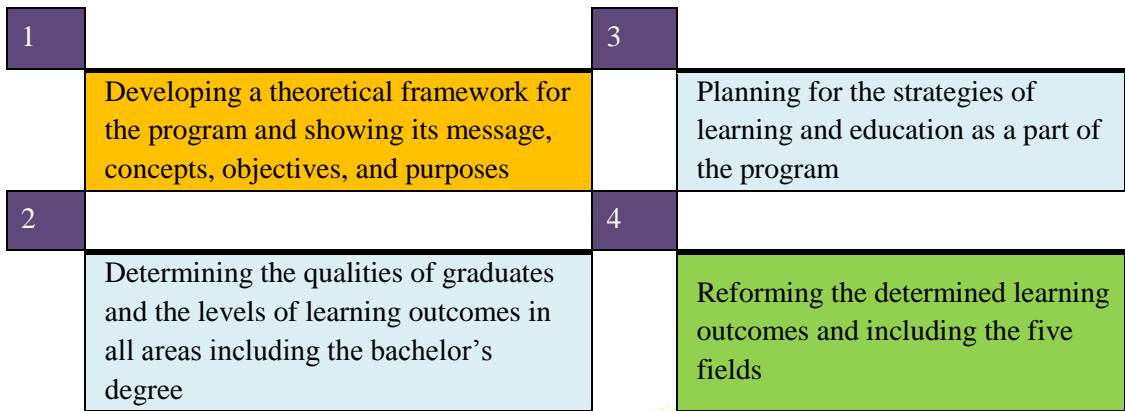 1
Developing a theoretical framework for
the program and showing its message,
concepts, objectives, and purposes
2
Determining the qualities of graduates
and the levels of learning outcomes in
all areas including the bachelor’s
degree
3
Planning for the strategies of
learning and education as a part of
the program
4
Reforming the determined learning
outcomes and including the five
fields